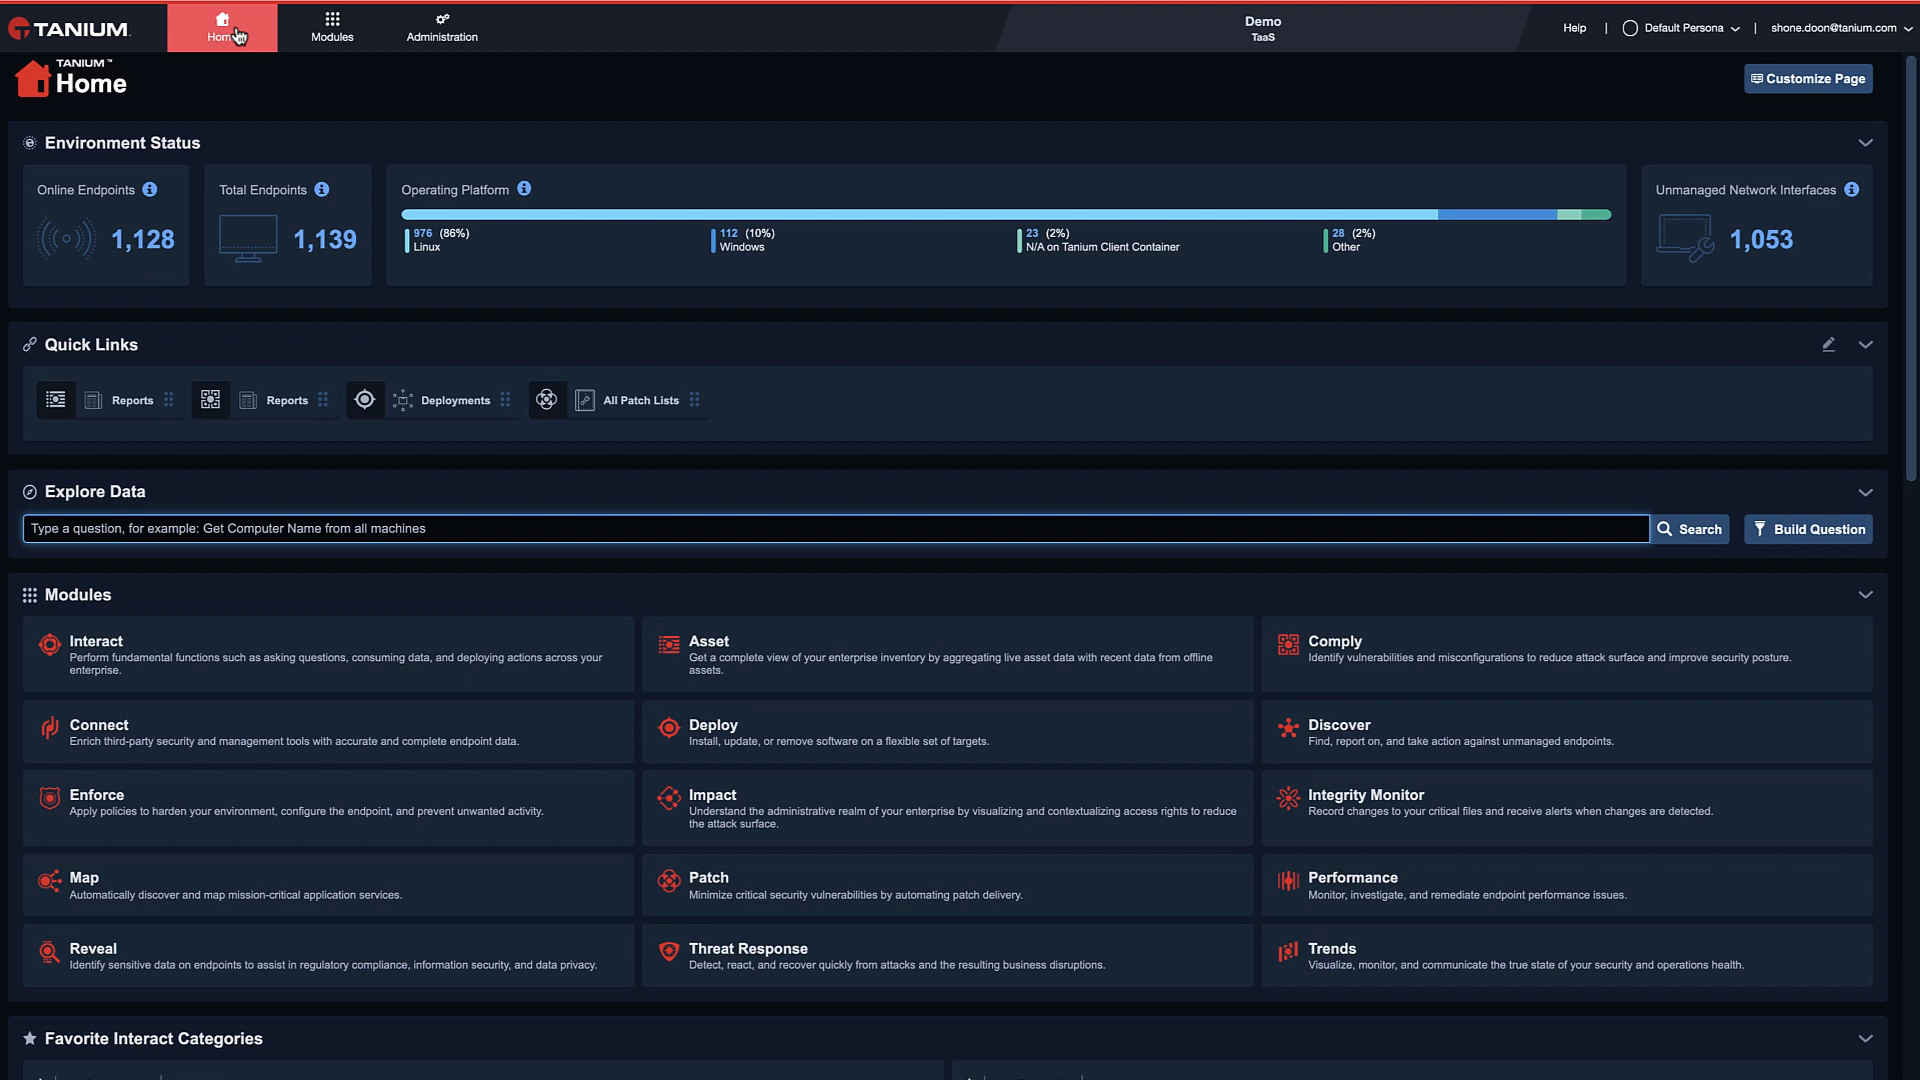 TANIUM
Home
Modules
Administration
Demo
TaaS
Help
Default Persona
shone.doon@tanium.com
TANIUM™
Home
Customize Page
Environment Status
Online Endpoints
1,128
Total Endpoints
1,139
Operating Platform
976 (86%)
Linux
112 (10%)
Windows
23 (2%)
N/A on Tanium Client Container
28 (2%)
Other
Unmanaged Network Interfaces
1,053
Quick Links
Reports
Reports
Deployments
All Patch Lists
Explore Data
Type a question, for example: Get Computer Name from all machines
Search
Build Question
Modules
Interact
Perform fundamental functions such as asking questions, consuming data, and deploying actions across your
enterprise.
Asset
Get a complete view of your enterprise inventory by aggregating live asset data with recent data from offline
assets.
Comply
Identify vulnerabilities and misconfigurations to reduce attack surface and improve security posture.
Connect
Enrich third-party security and management tools with accurate and complete endpoint data.
Deploy
Install, update, or remove software on a flexible set of targets.
Discover
Find, report on, and take action against unmanaged endpoints.
Enforce
Apply policies to harden your environment, configure the endpoint, and prevent unwanted activity.
Impact
Understand the administrative realm of your enterprise by visualizing and contextualizing access rights to reduce
the attack surface.
Integrity Monitor
Record changes to your critical files and receive alerts when changes are detected.
Map
Automatically discover and map mission-critical application services.
Patch
Minimize critical security vulnerabilities by automating patch delivery.
Performance
Monitor, investigate, and remediate endpoint performance issues.
Reveal
Identify sensitive data on endpoints to assist in regulatory compliance, information security, and data privacy.
Threat Response
Detect, react, and recover quickly from attacks and the resulting business disruptions.
Trends
Visualize, monitor, and communicate the true state of your security and operations health.
Favorite Interact Categories